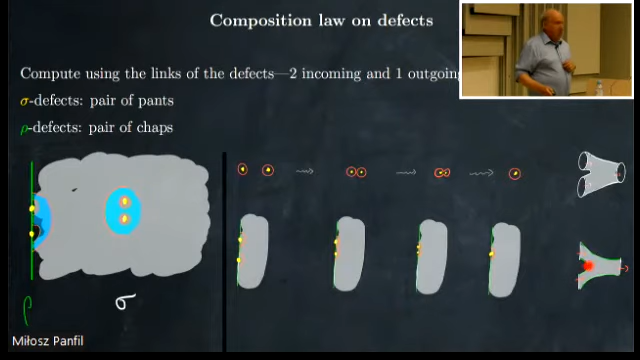 Composition law on defects
Compute using the links of the defects—2 incoming and 1 outgoing
σ-defects: pair of pants
ρ-defects: pair of chaps
ρ
σ
Miłosz Panfil